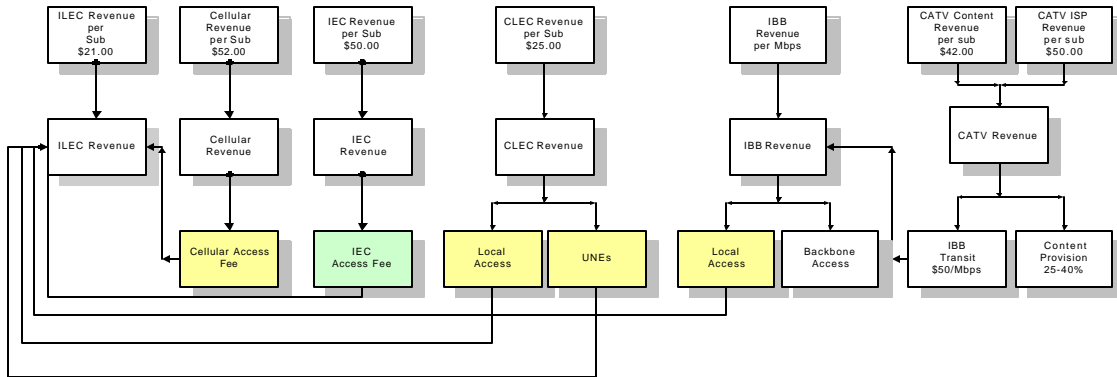 ILEC Revenue
per
Sub
$21.00
Cellular
Revenue
per Sub
$52.00
IEC Revenue
per Sub
$50.00
CLEC Revenue
per Sub
$25.00
IBB
Revenue
per Mbps
CATV Content
Revenue
per sub
$42.00
CATV ISP
Revenue
per sub
$50.00
ILEC Revenue
Cellular
Revenue
IEC
Revenue
CLEC Revenue
IBB Revenue
CATV Revenue
Cellular Access
Fee
IEC
Access Fee
Local
Access
UNEs
Local
Access
Backbone
Access
IBB
Transit
$50/Mbps
Content
Provision
25-40%